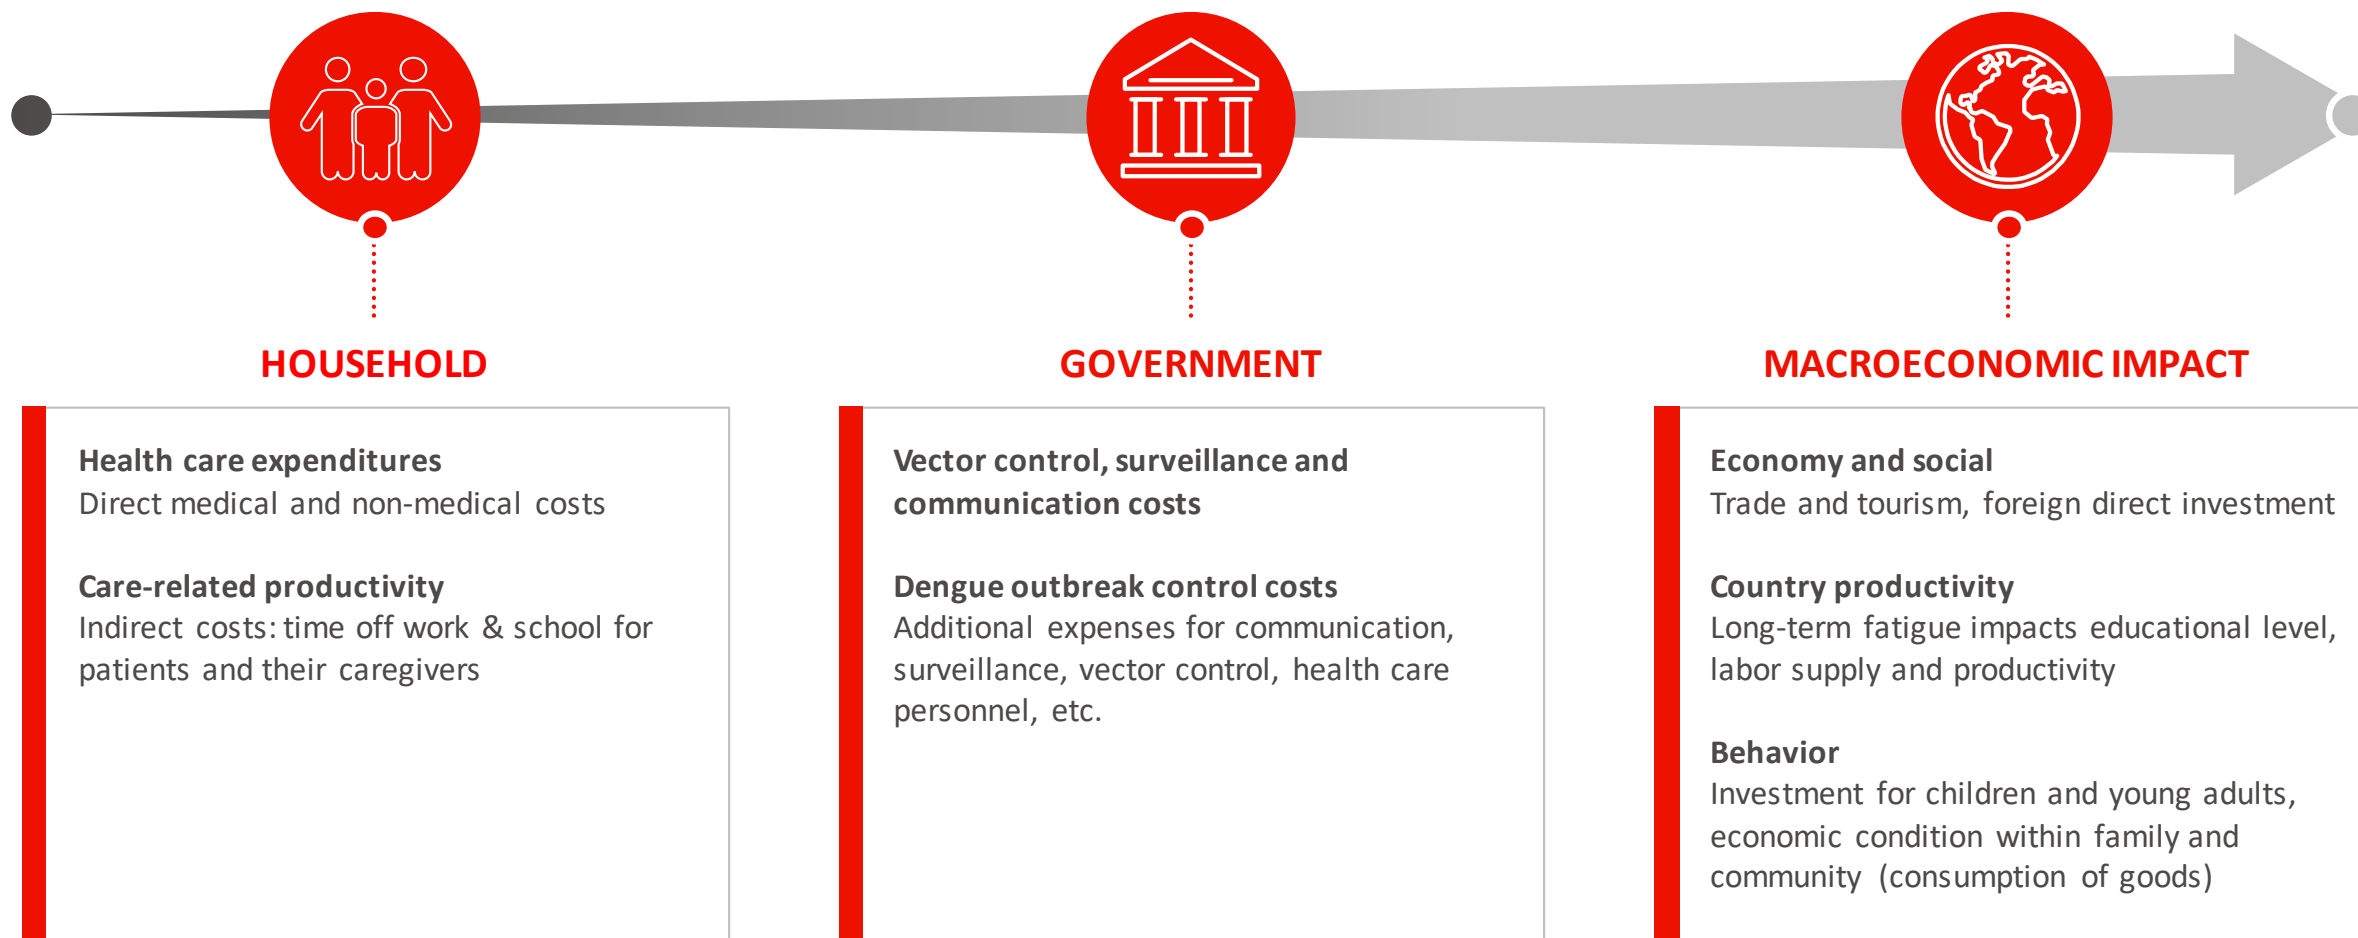 HOUSEHOLD
Health care expenditures
Direct medical and non-medical costs
Care-related productivity
Indirect costs: time off work & school for
patients and their caregivers
GOVERNMENT
Vector control, surveillance and
communication costs
Dengue outbreak control costs
Additional expenses for communication,
surveillance, vector control, health care
personnel, etc.
MACROECONOMIC IMPACT
Economy and social
Trade and tourism, foreign direct investment
Country productivity
Long-term fatigue impacts educational level,
labor supply and productivity
Behavior
Investment for children and young adults,
economic condition within family and
community (consumption of goods)